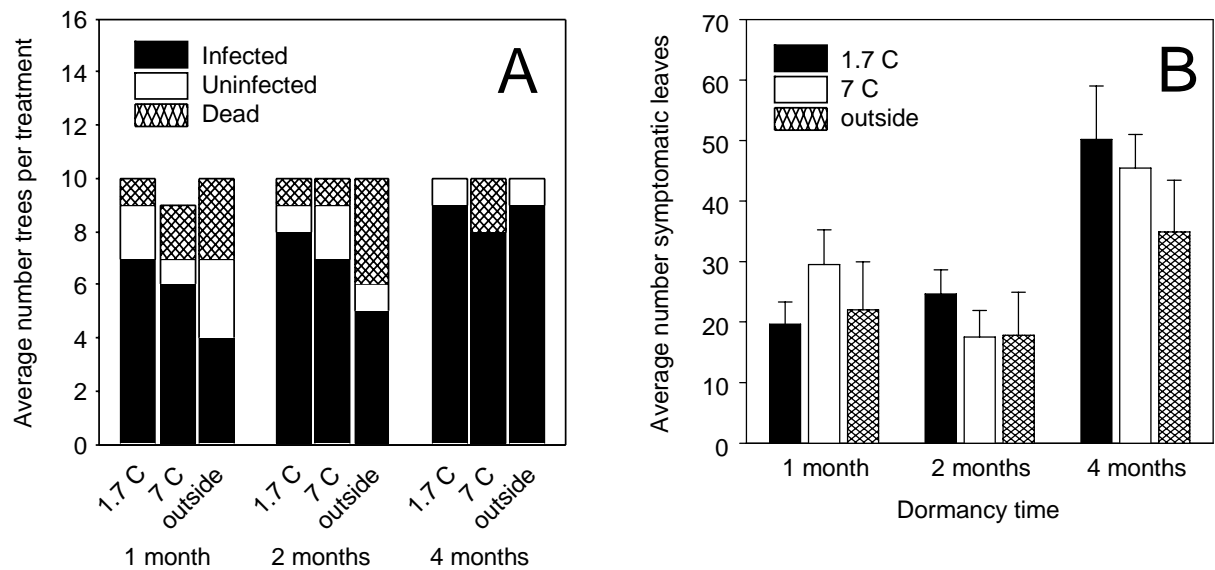 Average number trees per treatment
16
14
12
10
8
6
4
2
0
Infected
Uninfected
Dead
A
1.7 C
7 C
outside
1.7 C
7 C
outside
1.7 C
7 C
outside
1 month
2 months
4 months
Average number symptomatic leaves
70
60
50
40
30
20
10
0
1.7 C
7 C
outside
B
1 month
2 months
4 months
Dormancy time